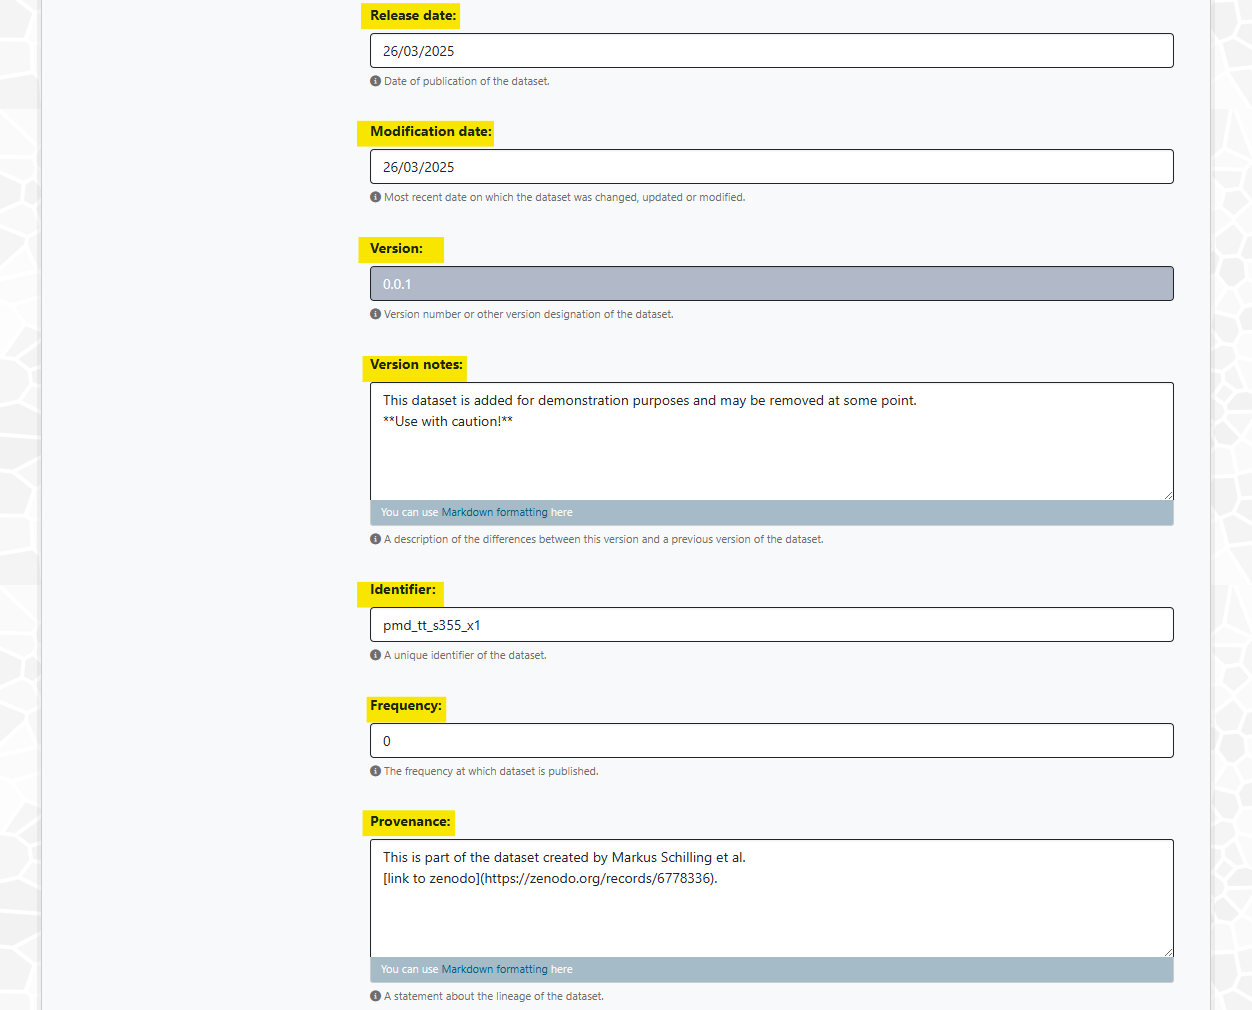 Release date:
26/03/2025
Date of publication of the dataset.
Modification date:
26/03/2025
Most recent date on which the dataset was changed, updated or modified.
Version:
0.0.1
Version number or other version designation of the dataset.
Version notes:
This dataset is added for demonstration purposes and may be removed at some point.
**Use with caution!**
You can use Markdown formatting here
A description of the differences between this version and a previous version of the dataset.
Identifier:
pmd_tt_s355_x1
A unique identifier of the dataset.
Frequency:
0
The frequency at which dataset is published.
Provenance:
This is part of the dataset created by Markus Schilling et al.
[link to zenodo](https://zenodo.org/records/6778336).
You can use Markdown formatting here
A statement about the lineage of the dataset.